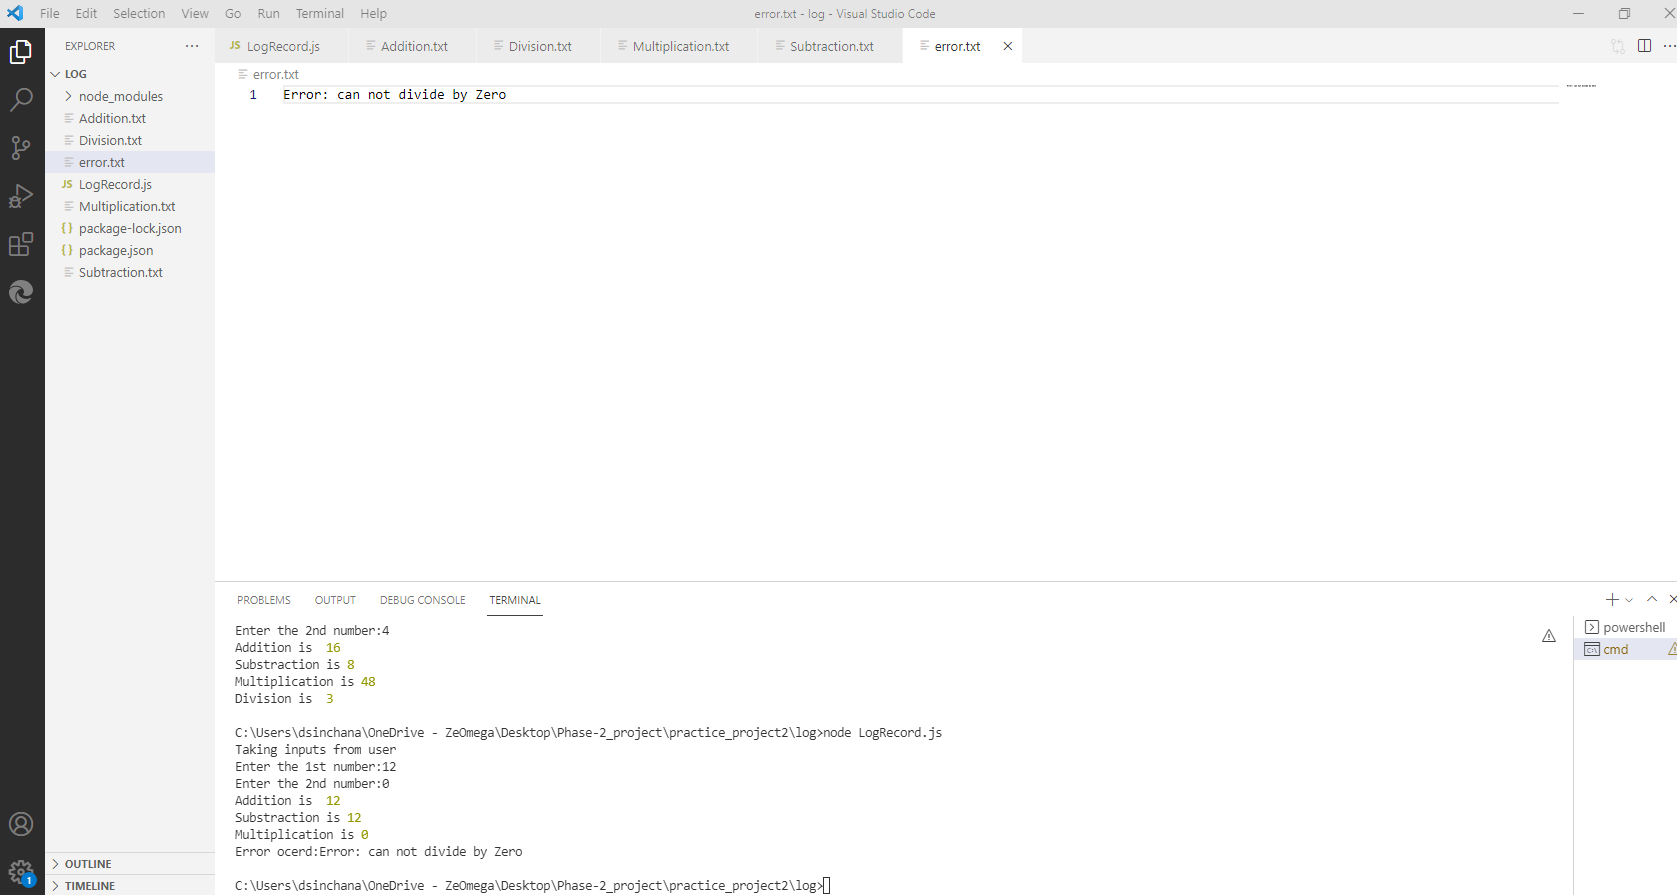 File Edit Selection View Go Run Terminal Help error.txt - log - Visual Studio Code
EXPLORER
LOG
node_modules
Addition.txt
Division.txt
error.txt
JS LogRecord.js
Multiplication.txt
{} package-lock.json
{} package.json
Subtraction.txt
OUTLINE
TIMELINE
1
JS LogRecord.js Addition.txt Division.txt Multiplication.txt Subtraction.txt error.txt
error.txt
1 Error: can not divide by Zero
PROBLEMS OUTPUT DEBUG CONSOLE TERMINAL
Enter the 2nd number:4
Addition is 16
Substraction is 8
Multiplication is 48
Division is 3
C:\Users\dsinchana\OneDrive - ZeOmega\Desktop\Phase-2_project\practice_project2\log>node LogRecord.js
Taking inputs from user
Enter the 1st number:12
Enter the 2nd number:0
Addition is 12
Substraction is 12
Multiplication is 0
Error ocerd:Error: can not divide by Zero
C:\Users\dsinchana\OneDrive - ZeOmega\Desktop\Phase-2_project\practice_project2\log>
powershell
cmd